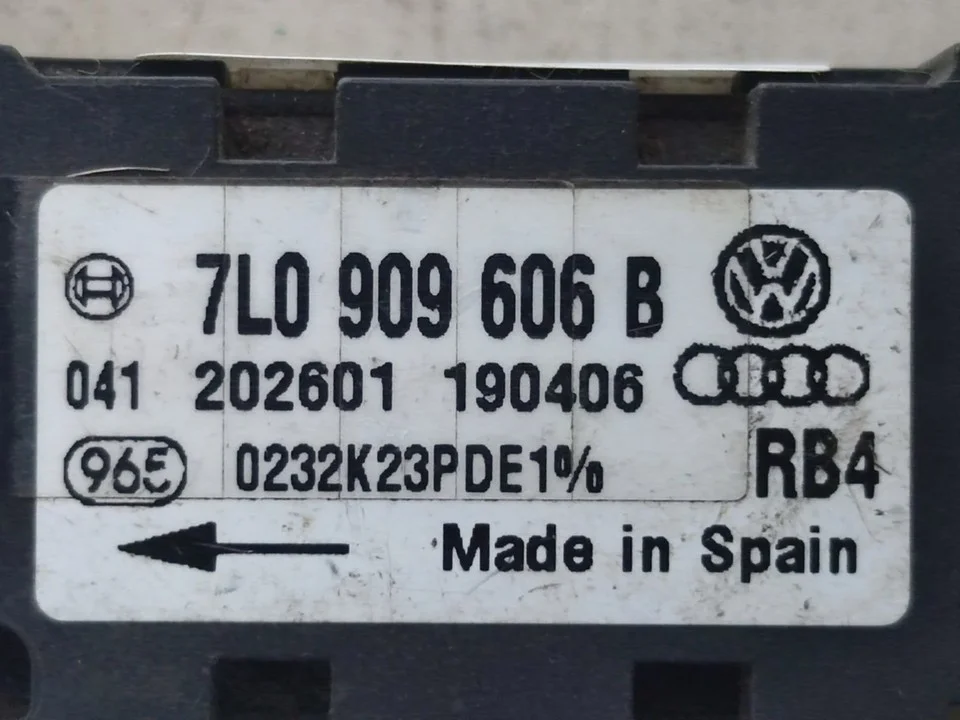 7L0 909 606 B
041 202601 190406
965 0232K23PDE1%
RB4
Made in Spain